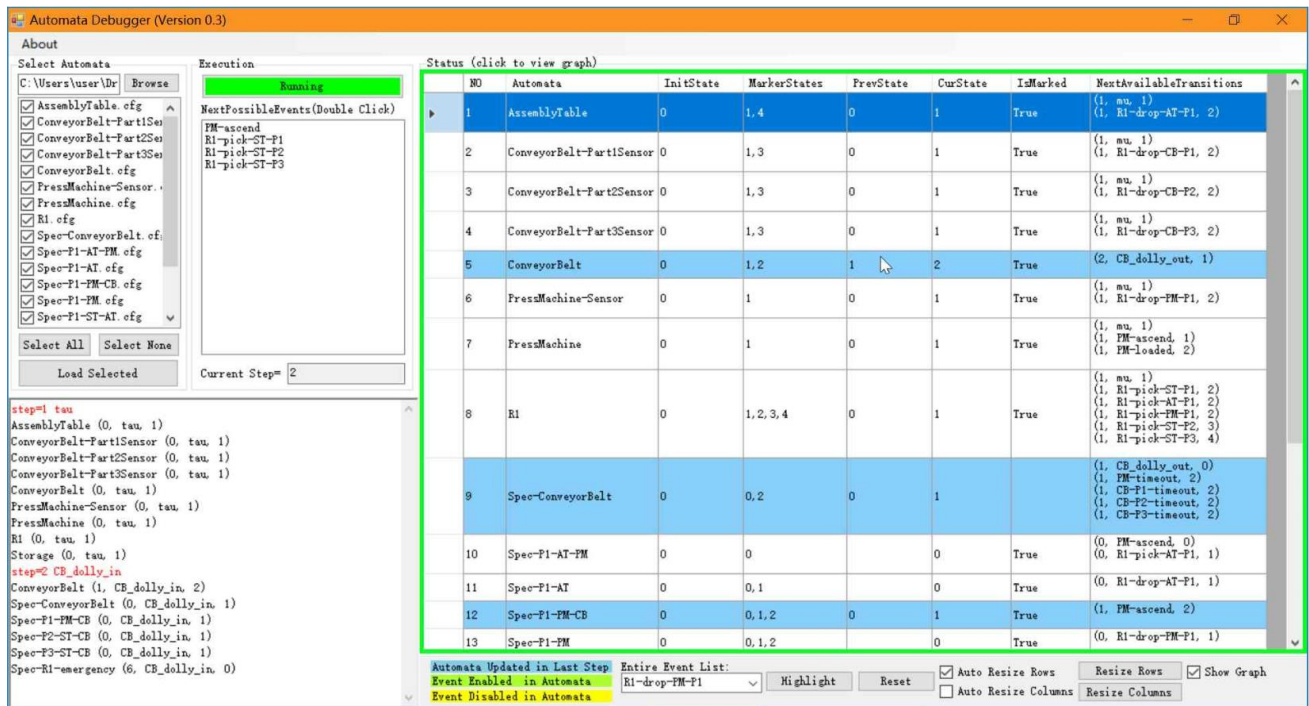 Automata Debugger (Version 0.3)
About
Select Automata
C:\Users\user\Dr Browse
AssemblyTable.cfg
ConveyorBelt-Part1Sen
ConveyorBelt-Part2Sen
ConveyorBelt-Part3Sen
ConveyorBelt.cfg
PressMachine-Sensor.
PressMachine.cfg
R1.cfg
Spec-ConveyorBelt.cf
Spec-P1-AT-PM.cfg
Spec-P1-AT.cfg
Spec-P1-PM-CB.cfg
Spec-P1-PM.cfg
Spec-P1-ST-AT.cfg
Select All Select None
Load Selected
Execution
Running
NextPossibleEvents(Double Click)
PM-ascend
R1-pick-ST-P1
R1-pick-ST-P2
R1-pick-ST-P3
Current Step= 2
step=1 tau
AssemblyTable (0, tau, 1)
ConveyorBelt-Part1Sensor (0, tau, 1)
ConveyorBelt-Part2Sensor (0, tau, 1)
ConveyorBelt-Part3Sensor (0, tau, 1)
ConveyorBelt (0, tau, 1)
PressMachine-Sensor (0, tau, 1)
PressMachine (0, tau, 1)
R1 (0, tau, 1)
Storage (0, tau, 1)
step=2 CB_dolly_in
ConveyorBelt (1, CB_dolly_in, 2)
Spec-ConveyorBelt (0, CB_dolly_in, 1)
Spec-P1-PM-CB (0, CB_dolly_in, 1)
Spec-P2-ST-CB (0, CB_dolly_in, 1)
Spec-P3-ST-CB (0, CB_dolly_in, 1)
Spec-R1-emergency (6, CB_dolly_in, 0)
Status (click to view graph)
NO Automata InitState MarkerStates PrevState CurState IsMarked NextAvailableTransitions
1 AssemblyTable 0 1,4 0 1 True (1, mu, 1)
(1, R1-drop-AT-P1, 2)
2 ConveyorBelt-Part1Sensor 0 1,3 0 1 True (1, mu, 1)
(1, R1-drop-CB-P1, 2)
3 ConveyorBelt-Part2Sensor 0 1,3 0 1 True (1, mu, 1)
(1, R1-drop-CB-P2, 2)
4 ConveyorBelt-Part3Sensor 0 1,3 0 1 True (1, mu, 1)
(1, R1-drop-CB-P3, 2)
5 ConveyorBelt 0 1,2 1 2 True (2, CB_dolly_out, 1)
6 PressMachine-Sensor 0 1 0 1 True (1, mu, 1)
(1, R1-drop-PM-P1, 2)
7 PressMachine 0 1 0 1 True (1, mu, 1)
(1, PM-ascend, 1)
(1, PM-loaded, 2)
8 R1 0 1,2,3,4 0 1 True (1, mu, 1)
(1, R1-pick-ST-P1, 2)
(1, R1-pick-AT-P1, 2)
(1, R1-pick-PM-P1, 2)
(1, R1-pick-ST-P2, 3)
(1, R1-pick-ST-P3, 4)
9 Spec-ConveyorBelt 0 0,2 0 1 (1, CB_dolly_out, 0)
(1, PM-timeout, 2)
(1, CB-P1-timeout, 2)
(1, CB-P2-timeout, 2)
(1, CB-P3-timeout, 2)
10 Spec-P1-AT-PM 0 0 0 True (0, PM-ascend, 0)
(0, R1-pick-AT-P1, 1)
11 Spec-P1-AT 0 0,1 0 True (0, R1-drop-AT-P1, 1)
12 Spec-P1-PM-CB 0 0,1,2 0 1 True (1, PM-ascend, 2)
13 Spec-P1-PM 0 0,1,2 0 True (0, R1-drop-PM-P1, 1)
Automata Updated in Last Step
Event Enabled in Automata
Event Disabled in Automata
Entire Event List:
R1-drop-PM-P1 Highlight Reset
Auto Resize Rows Resize Rows Show Graph
Auto Resize Columns Resize Columns